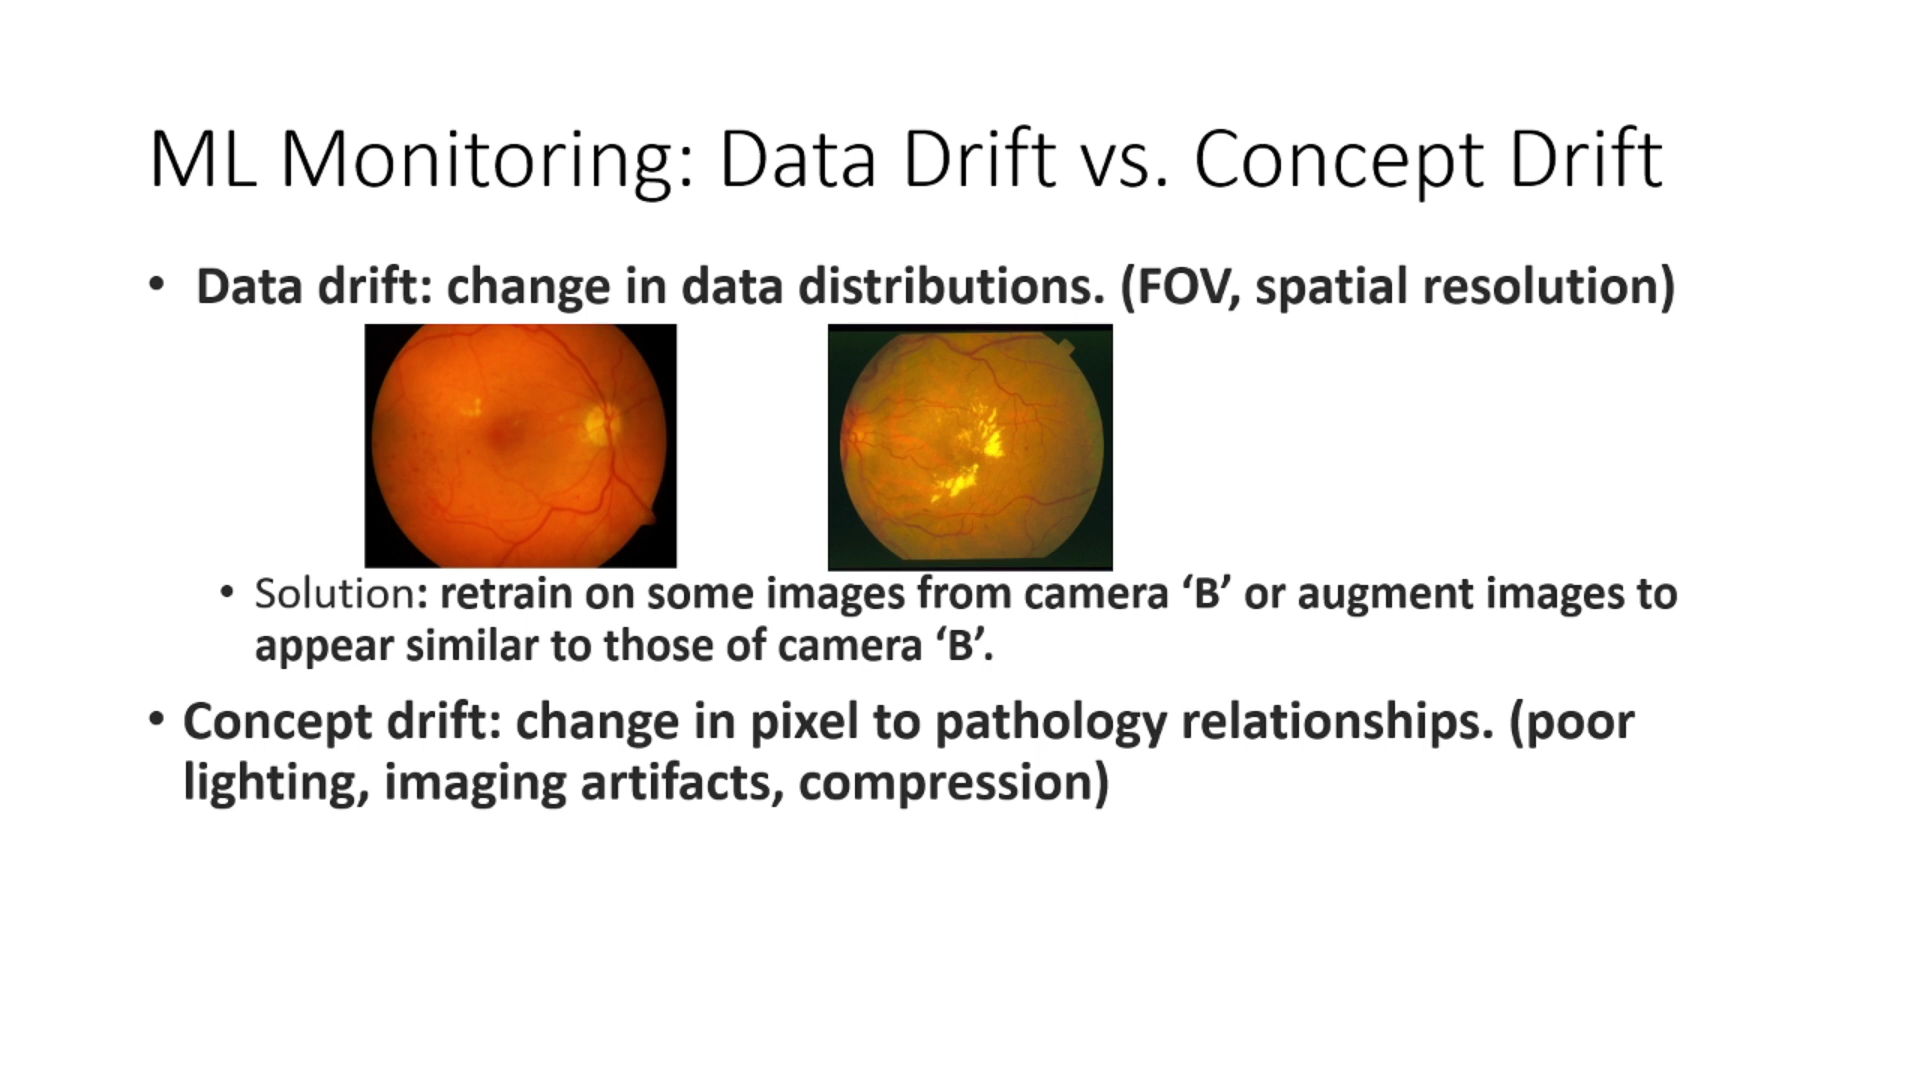 ML Monitoring: Data Drift vs. Concept Drift
• Data drift: change in data distributions. (FOV, spatial resolution)
• Solution: retrain on some images from camera ‘B’ or augment images to
appear similar to those of camera ‘B’.
• Concept drift: change in pixel to pathology relationships. (poor
lighting, imaging artifacts, compression)